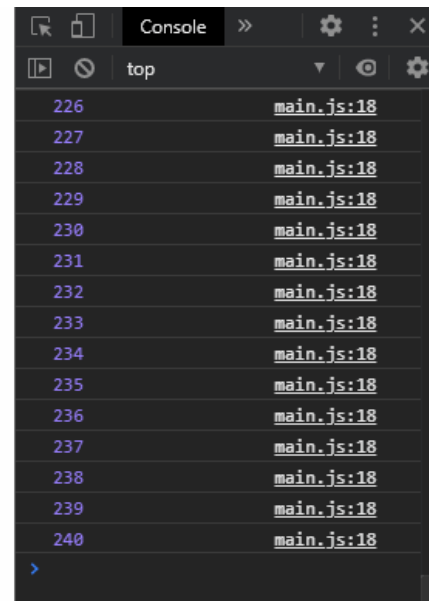 Console »
top
226 main.js:18
227 main.js:18
228 main.js:18
229 main.js:18
230 main.js:18
231 main.js:18
232 main.js:18
233 main.js:18
234 main.js:18
235 main.js:18
236 main.js:18
237 main.js:18
238 main.js:18
239 main.js:18
240 main.js:18
>